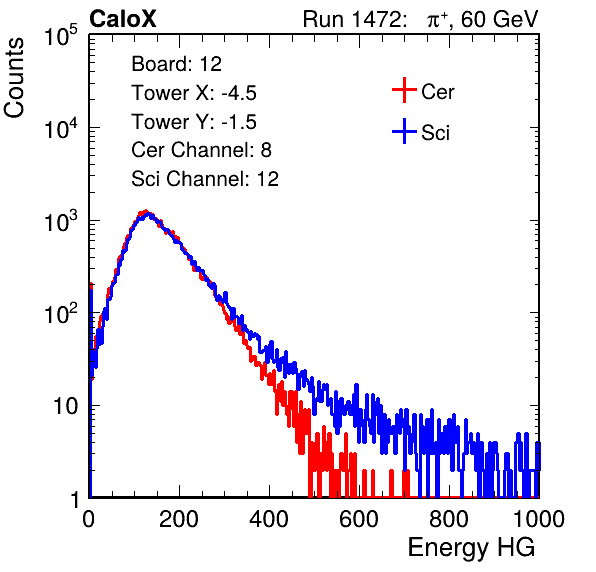 CaloX Run 1472: π⁺, 60 GeV
Counts
Board: 12
Tower X: -4.5
Tower Y: -1.5
Cer Channel: 8
Sci Channel: 12
Cer
Sci
10⁵
10⁴
10³
10²
10
1
0 200 400 600 800 1000
Energy HG